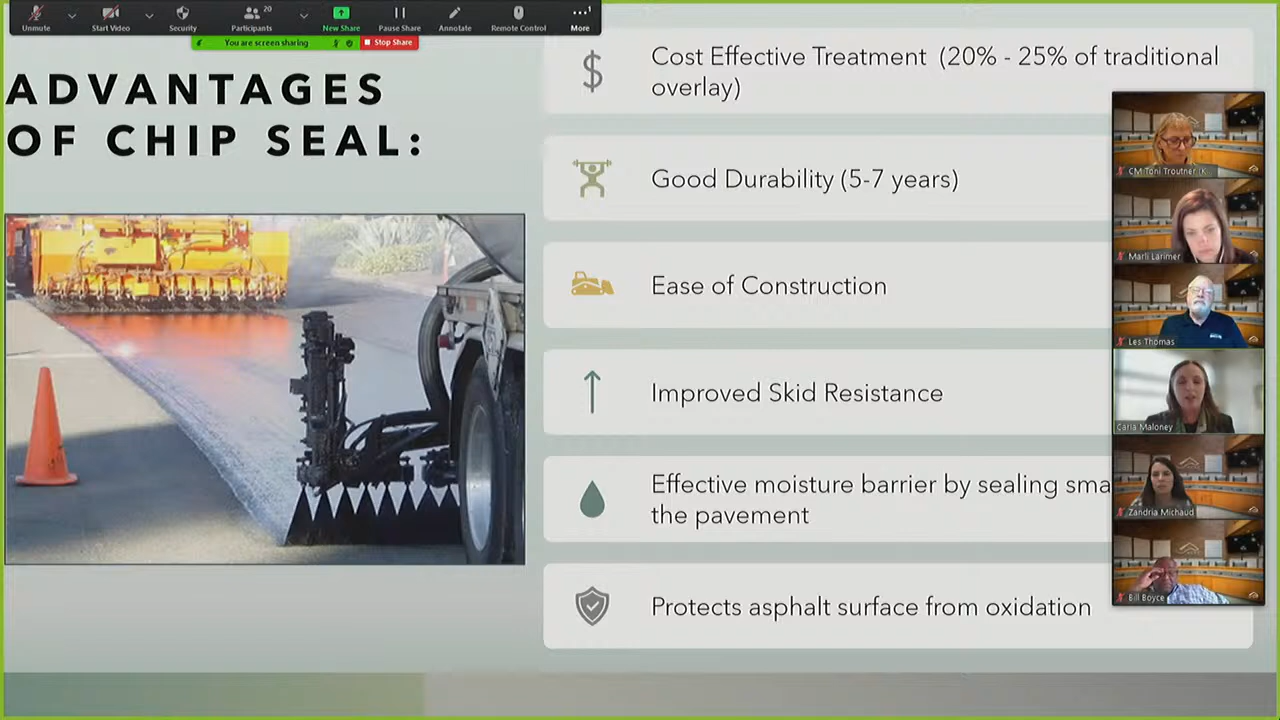 20
1
Unmute Start Video Security Participants New Share Pause Share Annotate Remote Control More
You are screen sharing Stop Share
ADVANTAGES
OF CHIP SEAL:
Cost Effective Treatment (20% - 25% of traditional
overlay)
Good Durability (5-7 years)
Ease of Construction
Improved Skid Resistance
Effective moisture barrier by sealing sma
the pavement
Protects asphalt surface from oxidation
CM Toni Troutner (K
Marli Larimer
Les Thomas
Carla Maloney
Zandria Michaud
Bill Boyce